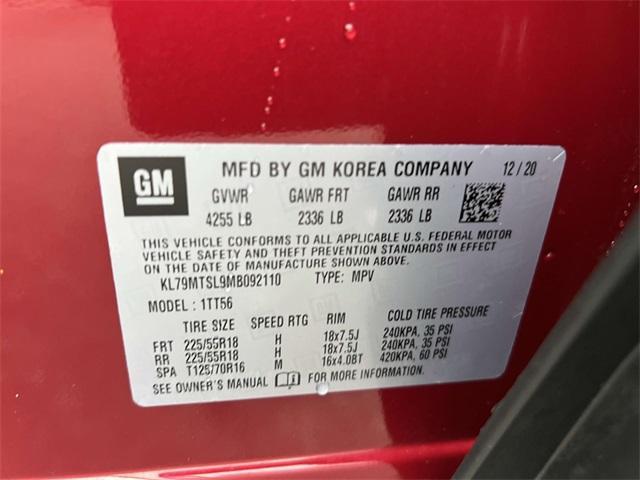 GM MFD BY GM KOREA COMPANY 12/20
GVWR GAWR FRT GAWR RR
4255 LB 2336 LB 2336 LB
THIS VEHICLE CONFORMS TO ALL APPLICABLE U.S. FEDERAL MOTOR
VEHICLE SAFETY AND THEFT PREVENTION STANDARDS IN EFFECT
ON THE DATE OF MANUFACTURE SHOWN ABOVE.
KL79MTSL9MB092110 TYPE: MPV
MODEL : 1TT56
TIRE SIZE SPEED RTG RIM COLD TIRE PRESSURE
FRT 225/55R18 H 18x7.5J 240KPA, 35 PSI
RR 225/55R18 H 18x7.5J 240KPA, 35 PSI
SPA T125/70R16 M 16x4.0BT 420KPA, 60 PSI
SEE OWNER'S MANUAL FOR MORE INFORMATION.